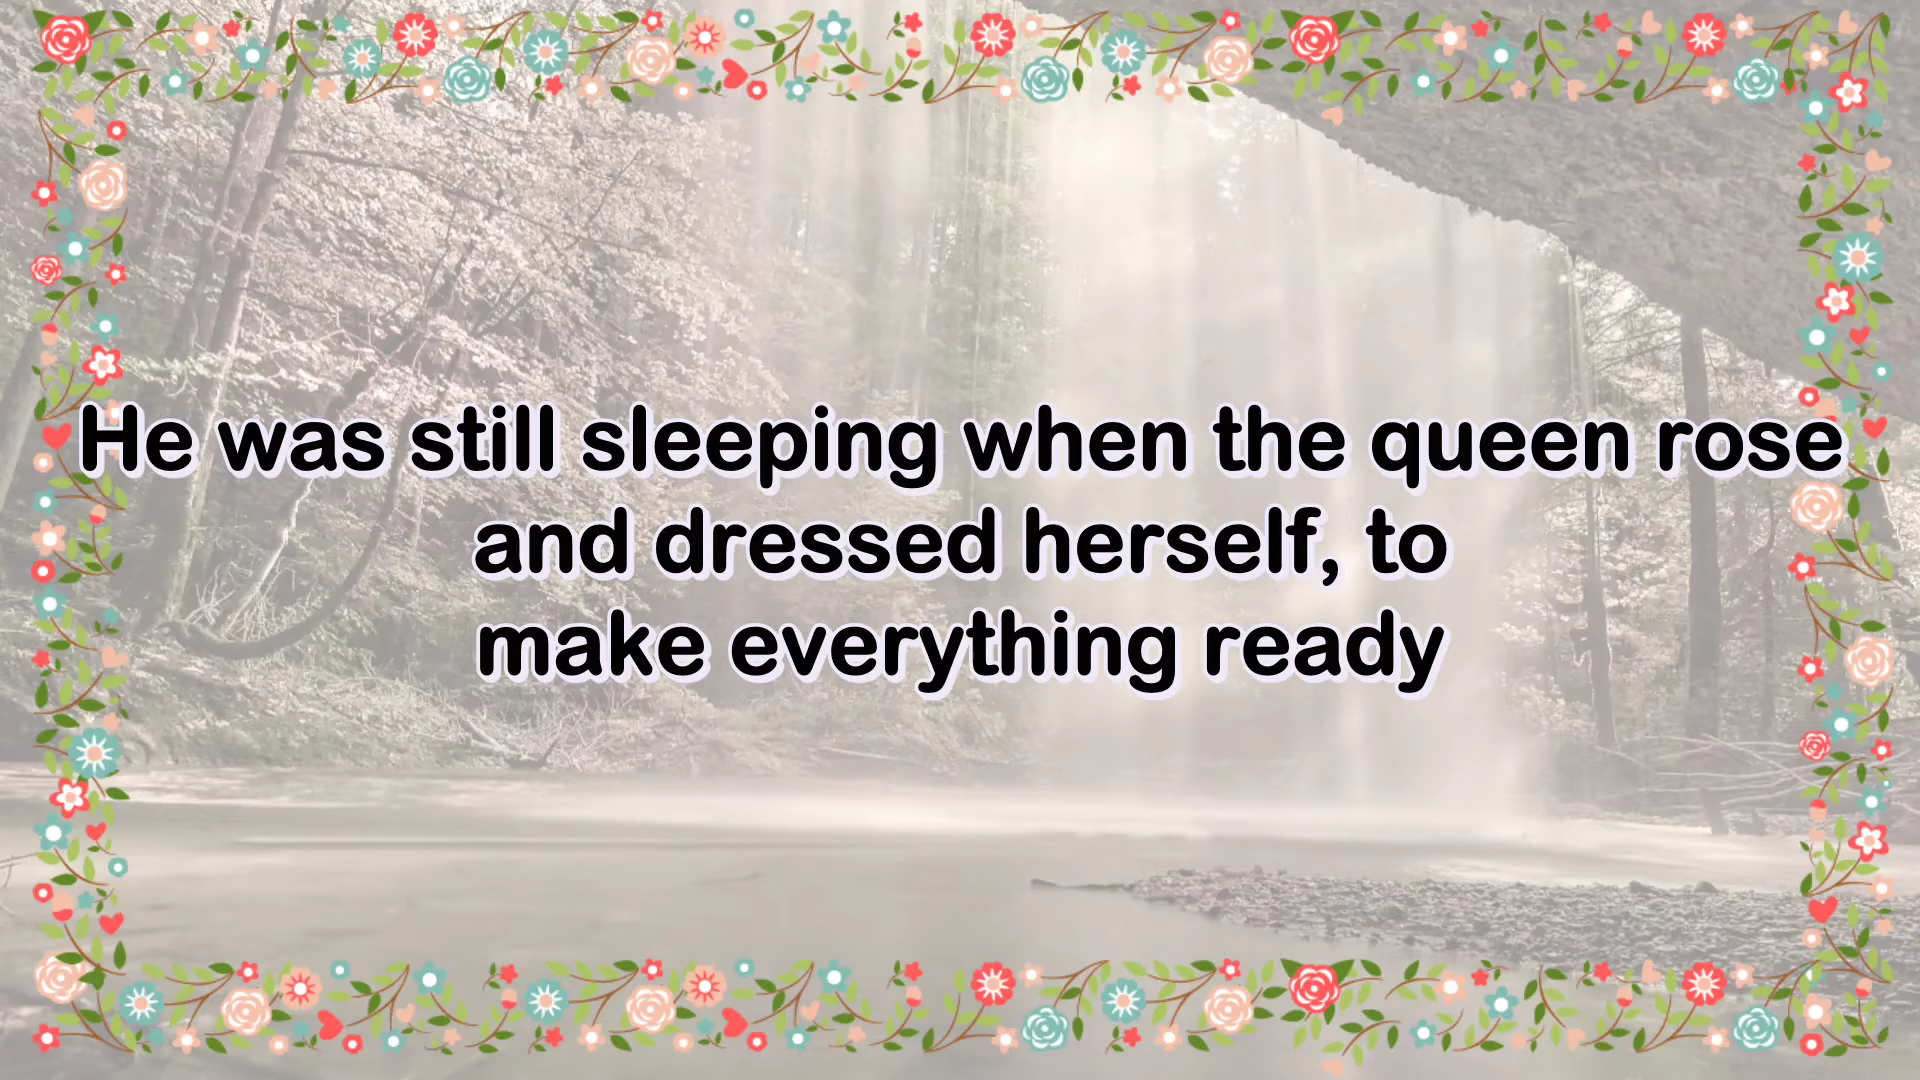 He was still sleeping when the queen rose
and dressed herself, to
make everything ready